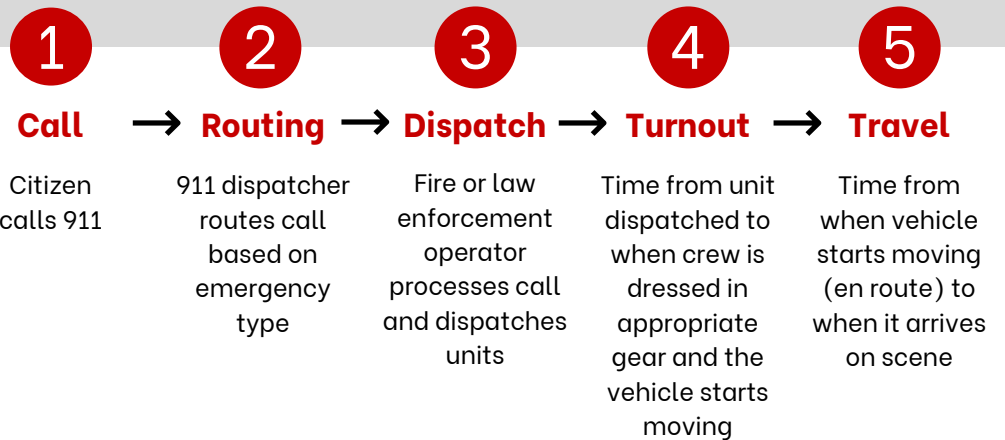 1 2 3 4 5
Call → Routing → Dispatch → Turnout → Travel
Citizen
calls 911
911 dispatcher
routes call
based on
emergency
type
Fire or law
enforcement
operator
processes call
and dispatches
units
Time from unit
dispatched to
when crew is
dressed in
appropriate
gear and the
vehicle starts
moving
Time from
when vehicle
starts moving
(en route) to
when it arrives
on scene